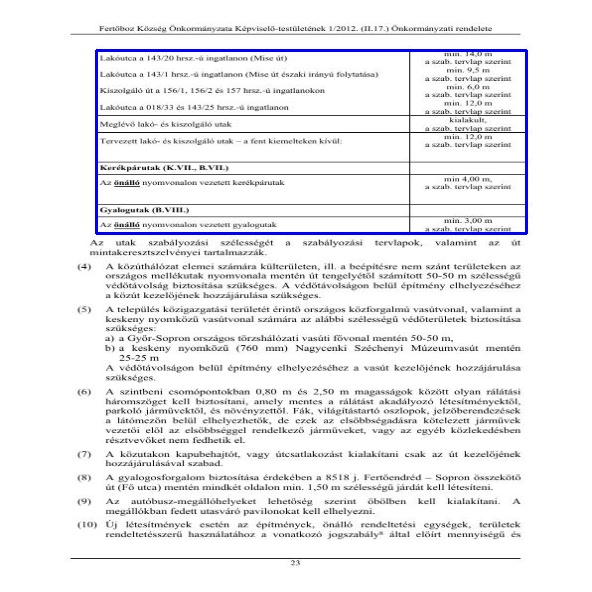 Fertőboz Község Önkormányzata Képviselő-testületének 1/2012. (II.17.) Önkormányzati rendelete
Lakóutca a 143/20 hrsz.-ú ingatlanon (Mise út)
min. 14,0 m
a szab. tervlap szerint
Lakóutca a 143/1 hrsz.-ú ingatlanon (Mise út északi irányú folytatása)
min. 9,5 m
a szab. tervlap szerint
Kiszolgáló út a 156/1, 156/2 és 157 hrsz.-ú ingatlanokon
min. 6,0 m
a szab. tervlap szerint
Lakóutca a 018/33 és 143/25 hrsz.-ú ingatlanon
min. 12,0 m
a szab. tervlap szerint
Meglévő lakó- és kiszolgáló utak
kialakult,
a szab. tervlap szerint
Tervezett lakó- és kiszolgáló utak – a fent kiemelteken kívül:
min. 12,0 m
a szab. tervlap szerint
Kerékpárutak (K.VII., B.VII.)
Az önálló nyomvonalon vezetett kerékpárutak
min 4,00 m,
a szab. tervlap szerint
Gyalogutak (B.VIII.)
Az önálló nyomvonalon vezetett gyalogutak
min. 3,00 m
a szab. tervlap szerint
Az utak szabályozási szélességét a szabályozási tervlapok, valamint az út
mintakeresztszelvényei tartalmazzák.
(4) A közúthálózat elemei számára külterületen, ill. a beépítésre nem szánt területeken az
országos mellékutak nyomvonala mentén út tengelyétől számított 50-50 m szélességű
védőtávolság biztosítása szükséges. A védőtávolságon belül építmény elhelyezéséhez
a közút kezelőjének hozzájárulása szükséges.
(5) A település közigazgatási területét érintő országos közforgalmú vasútvonal, valamint a
keskeny nyomközű vasútvonal számára az alábbi szélességű védőterületek biztosítása
szükséges:
a) a Győr-Sopron országos törzshálózati vasúti fővonal mentén 50-50 m,
b) a keskeny nyomközű (760 mm) Nagycenki Széchenyi Múzeumvasút mentén
25-25 m
A védőtávolságon belül építmény elhelyezéséhez a vasút kezelőjének hozzájárulása
szükséges.
(6) A szintbeni csomópontokban 0,80 m és 2,50 m magasságok között olyan rálátási
háromszöget kell biztosítani, amely mentes a rálátást akadályozó létesítményektől,
parkoló járművektől, és növényzettől. Fák, világítástartó oszlopok, jelzőberendezések
a látómezőn belül elhelyezhetők, de ezek az elsőbbségadásra kötelezett járművek
vezetői elől az elsőbbséggel rendelkező járműveket, vagy az egyéb közlekedésben
résztvevőket nem fedhetik el.
(7) A közutakon kapubehajtót, vagy útcsatlakozást kialakítani csak az út kezelőjének
hozzájárulásával szabad.
(8) A gyalogosforgalom biztosítása érdekében a 8518 j. Fertőendréd – Sopron összekötő
út (Fő utca) mentén mindkét oldalon min. 1,50 m szélességű járdát kell létesíteni.
(9) Az autóbusz-megállóhelyeket lehetőség szerint öbölben kell kialakítani. A
megállókban fedett utasváró pavilonokat kell elhelyezni.
(10) Új létesítmények esetén az építmények, önálló rendeltetési egységek, területek
rendeltetésszerű használatához a vonatkozó jogszabály⁸ által előírt mennyiségű és
23